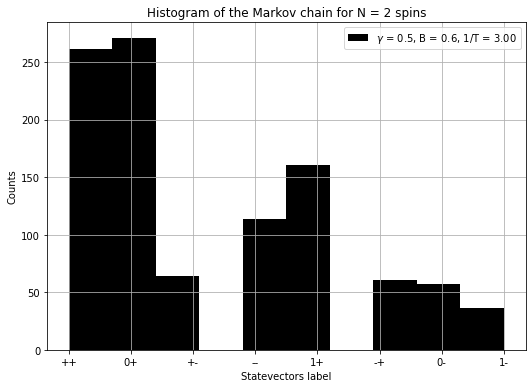 Histogram of the Markov chain for N = 2 spins
γ = 0.5, B = 0.6, 1/T = 3.00
Counts
250
200
150
100
50
0
++ 0+ +- -- 1+ -+ 0- 1-
Statevectors label